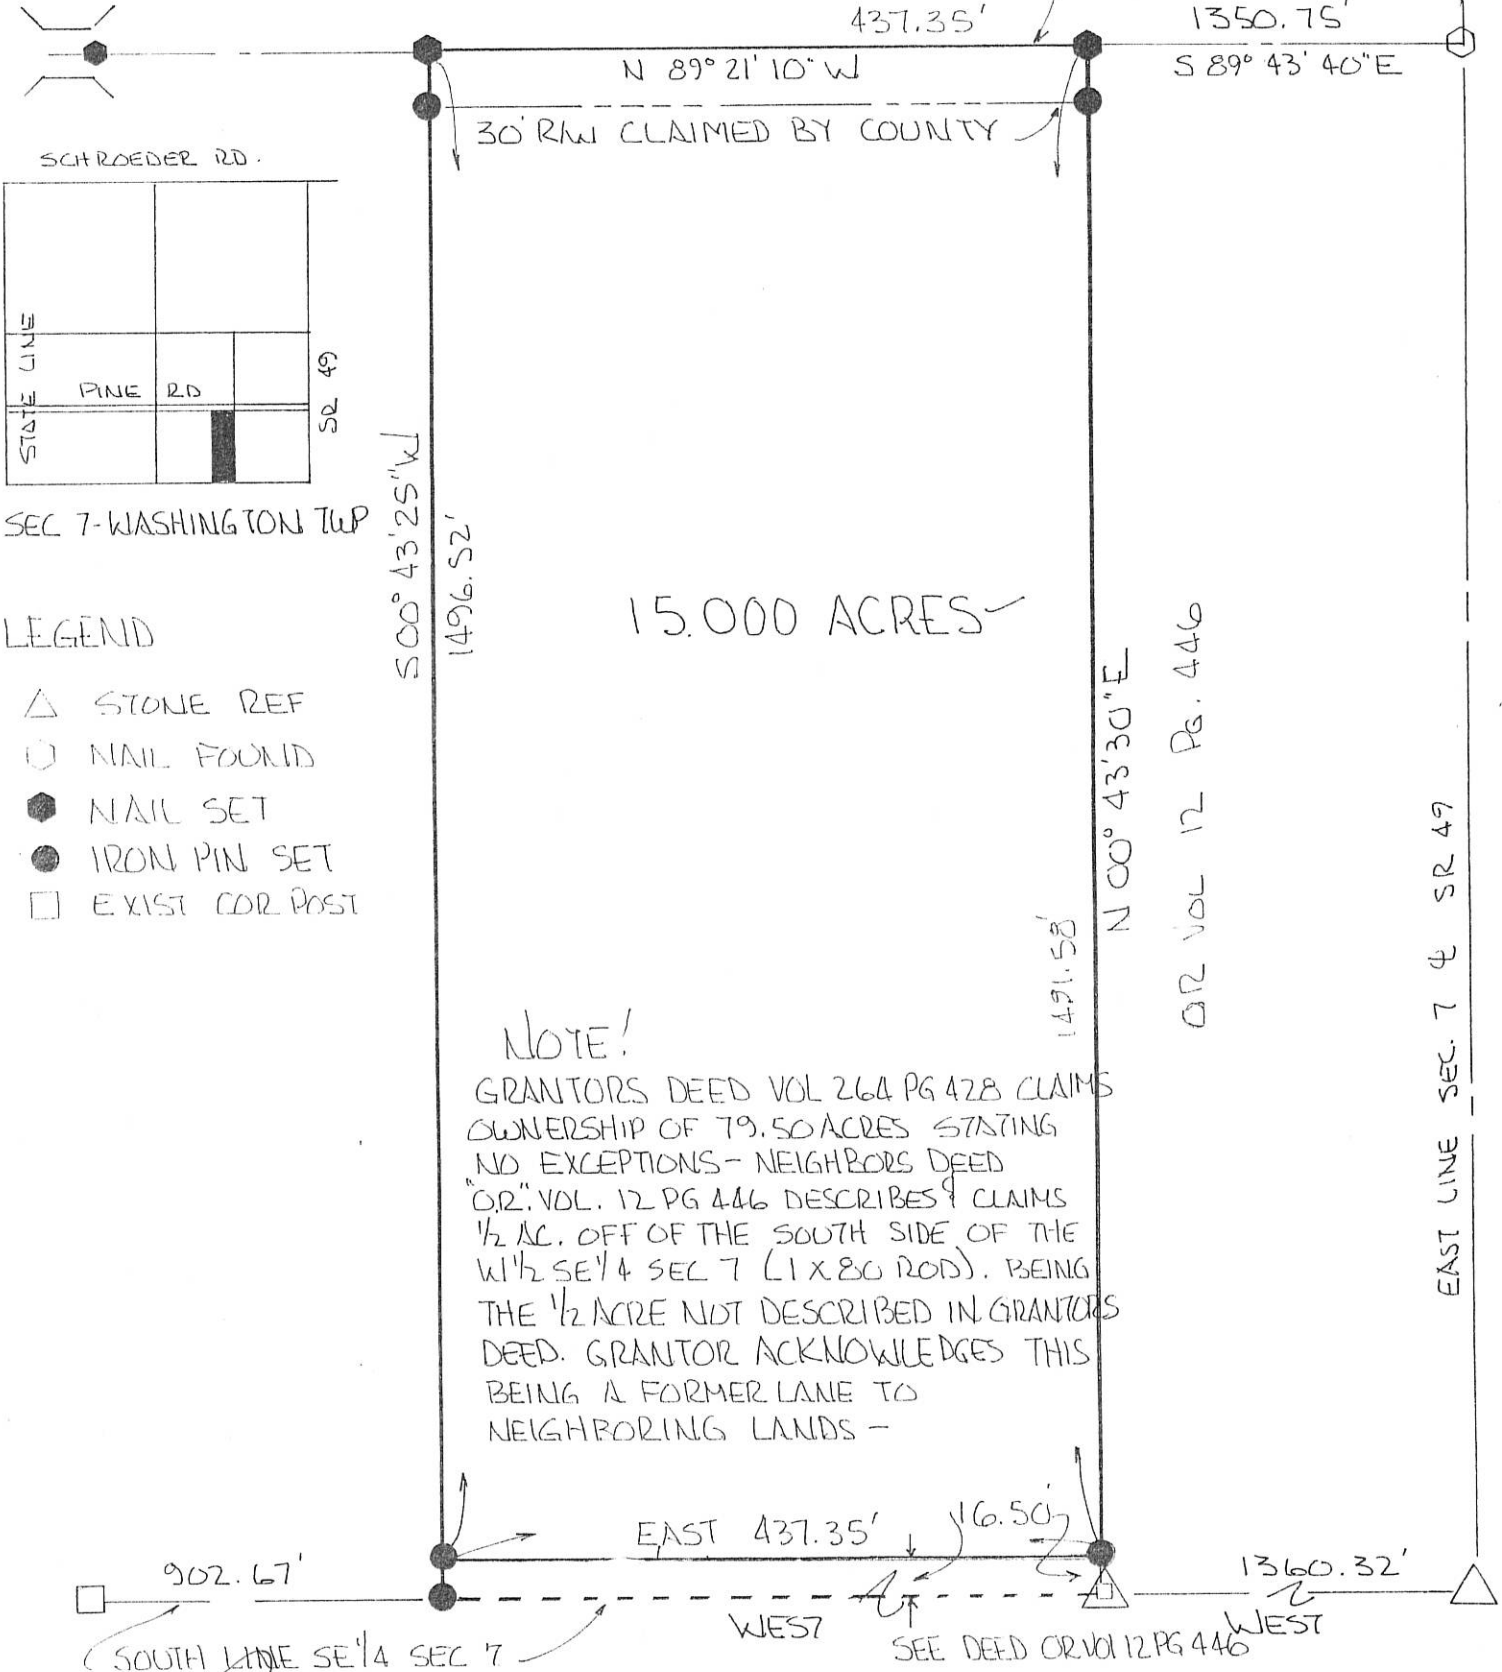 437.35'
1350.75'
N 89° 21' 10" W
S 89° 43' 40" E
30' R/W CLAIMED BY COUNTY
SCHROEDER RD.
STATE LINE
PINE RD
SR 49
SEC 7-WASHINGTON TWP
LEGEND
STONE REF
NAIL FOUND
NAIL SET
IRON PIN SET
EXIST COR POST
S 00° 43' 25" W
1496.52'
15.000 ACRES
N 00° 43' 30" E
1491.58'
OR VOL 12 PG. 446
EAST LINE SEC. 7 & SR 49
NOTE!
GRANTORS DEED VOL 264 PG 428 CLAIMS
OWNERSHIP OF 79.50 ACRES STATING
NO EXCEPTIONS - NEIGHBORS DEED
"O.R." VOL. 12 PG 446 DESCRIBES & CLAIMS
1/2 AC. OFF OF THE SOUTH SIDE OF THE
W 1/2 SE 1/4 SEC 7 (1 X 80 ROD). BEING
THE 1/2 ACRE NOT DESCRIBED IN GRANTORS
DEED. GRANTOR ACKNOWLEDGES THIS
BEING A FORMER LANE TO
NEIGHBORING LANDS -
EAST 437.35'
16.50'
902.67'
1360.32'
WEST
WEST
SOUTH LINE SE 1/4 SEC 7
SEE DEED OR VOl 12 PG 446